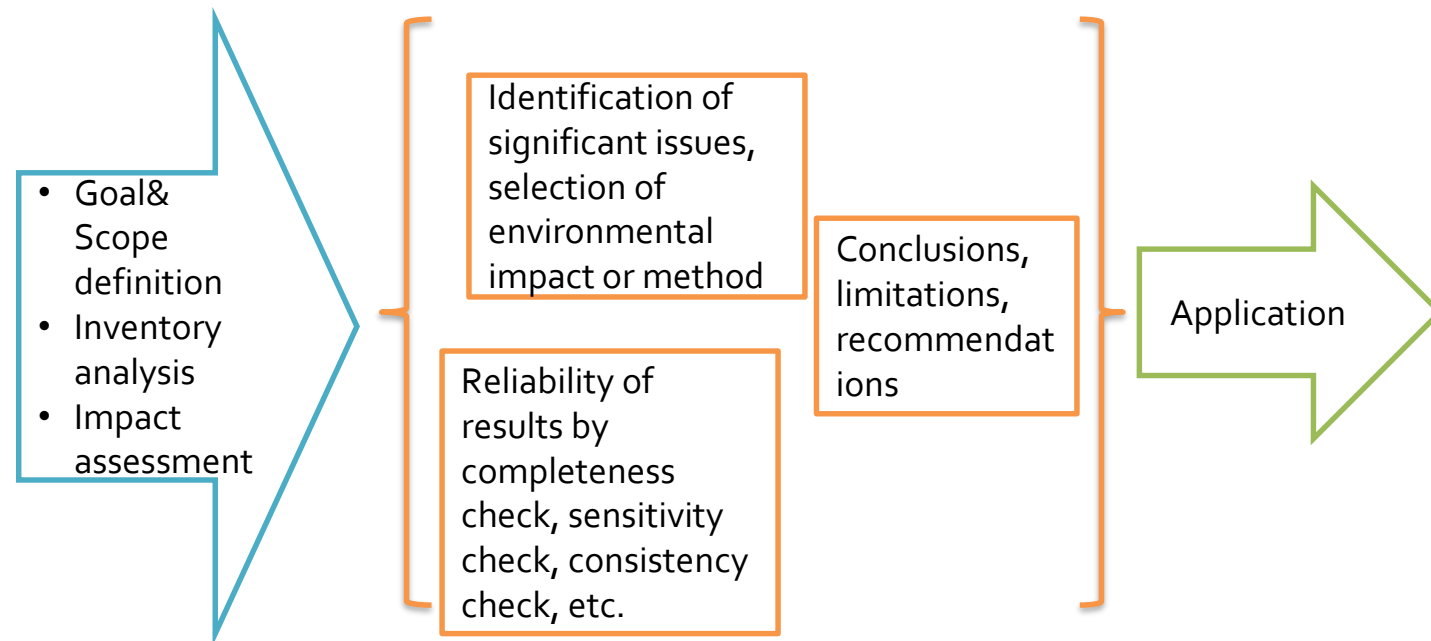 • Goal&
Scope
definition
• Inventory
analysis
• Impact
assessment
Identification of
significant issues,
selection of
environmental
impact or method
Reliability of
results by
completeness
check, sensitivity
check, consistency
check, etc.
Conclusions,
limitations,
recommendat
ions
Application